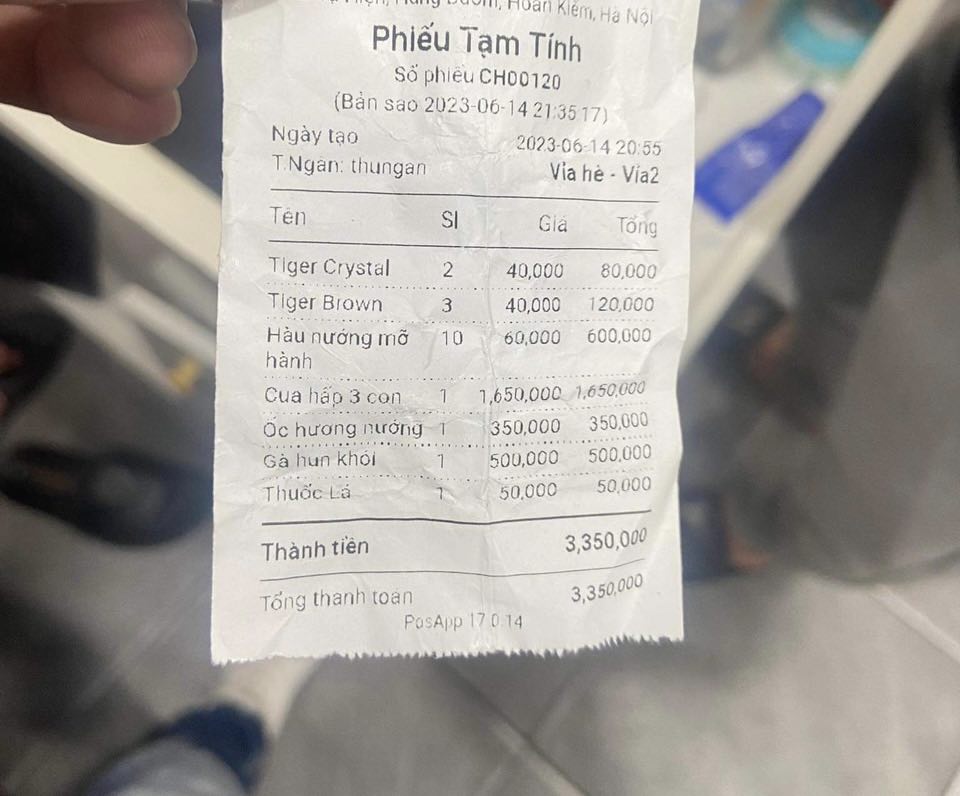 Hoàn Kiếm, Hà Nội
Phiếu Tạm Tính
Số phiếu CH00120
(Bản sao 2023-06-14 21:35:17)
Ngày tạo 2023-06-14 20:55
T.Ngân: thungan Vỉa hè - Vỉa2
Tên Sl Giá Tổng
Tiger Crystal 2 40,000 80,000
Tiger Brown 3 40,000 120,000
Hàu nướng mỡ 10 60,000 600,000
hành
Cua hấp 3 con 1 1,650,000 1,650,000
Ốc hương nướng 1 350,000 350,000
Gà hun khói 1 500,000 500,000
Thuốc Lá 1 50,000 50,000
Thành tiền 3,350,000
Tổng thanh toán 3,350,000
PosApp 17.0.14